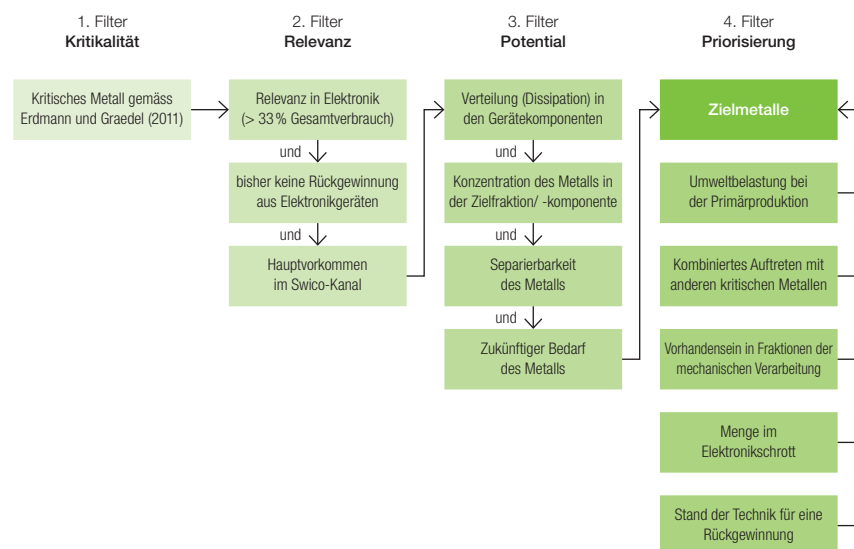 1. Filter
Kritikalität
Kritisches Metall gemäss
Erdmann und Graedel (2011)
2. Filter
Relevanz
Relevanz in Elektronik
(> 33 % Gesamtverbrauch)
und
bisher keine Rückgewinnung
aus Elektronikgeräten
und
Hauptvorkommen
im Swico-Kanal
3. Filter
Potential
Verteilung (Dissipation) in
den Gerätekomponenten
und
Konzentration des Metalls in
der Zielfraktion/ -komponente
und
Separierbarkeit
des Metalls
und
Zukünftiger Bedarf
des Metalls
4. Filter
Priorisierung
Zielmetalle
Umweltbelastung bei
der Primärproduktion
Kombiniertes Auftreten mit
anderen kritischen Metallen
Vorhandensein in Fraktionen der
mechanischen Verarbeitung
Menge im
Elektronikschrott
Stand der Technik für eine
Rückgewinnung